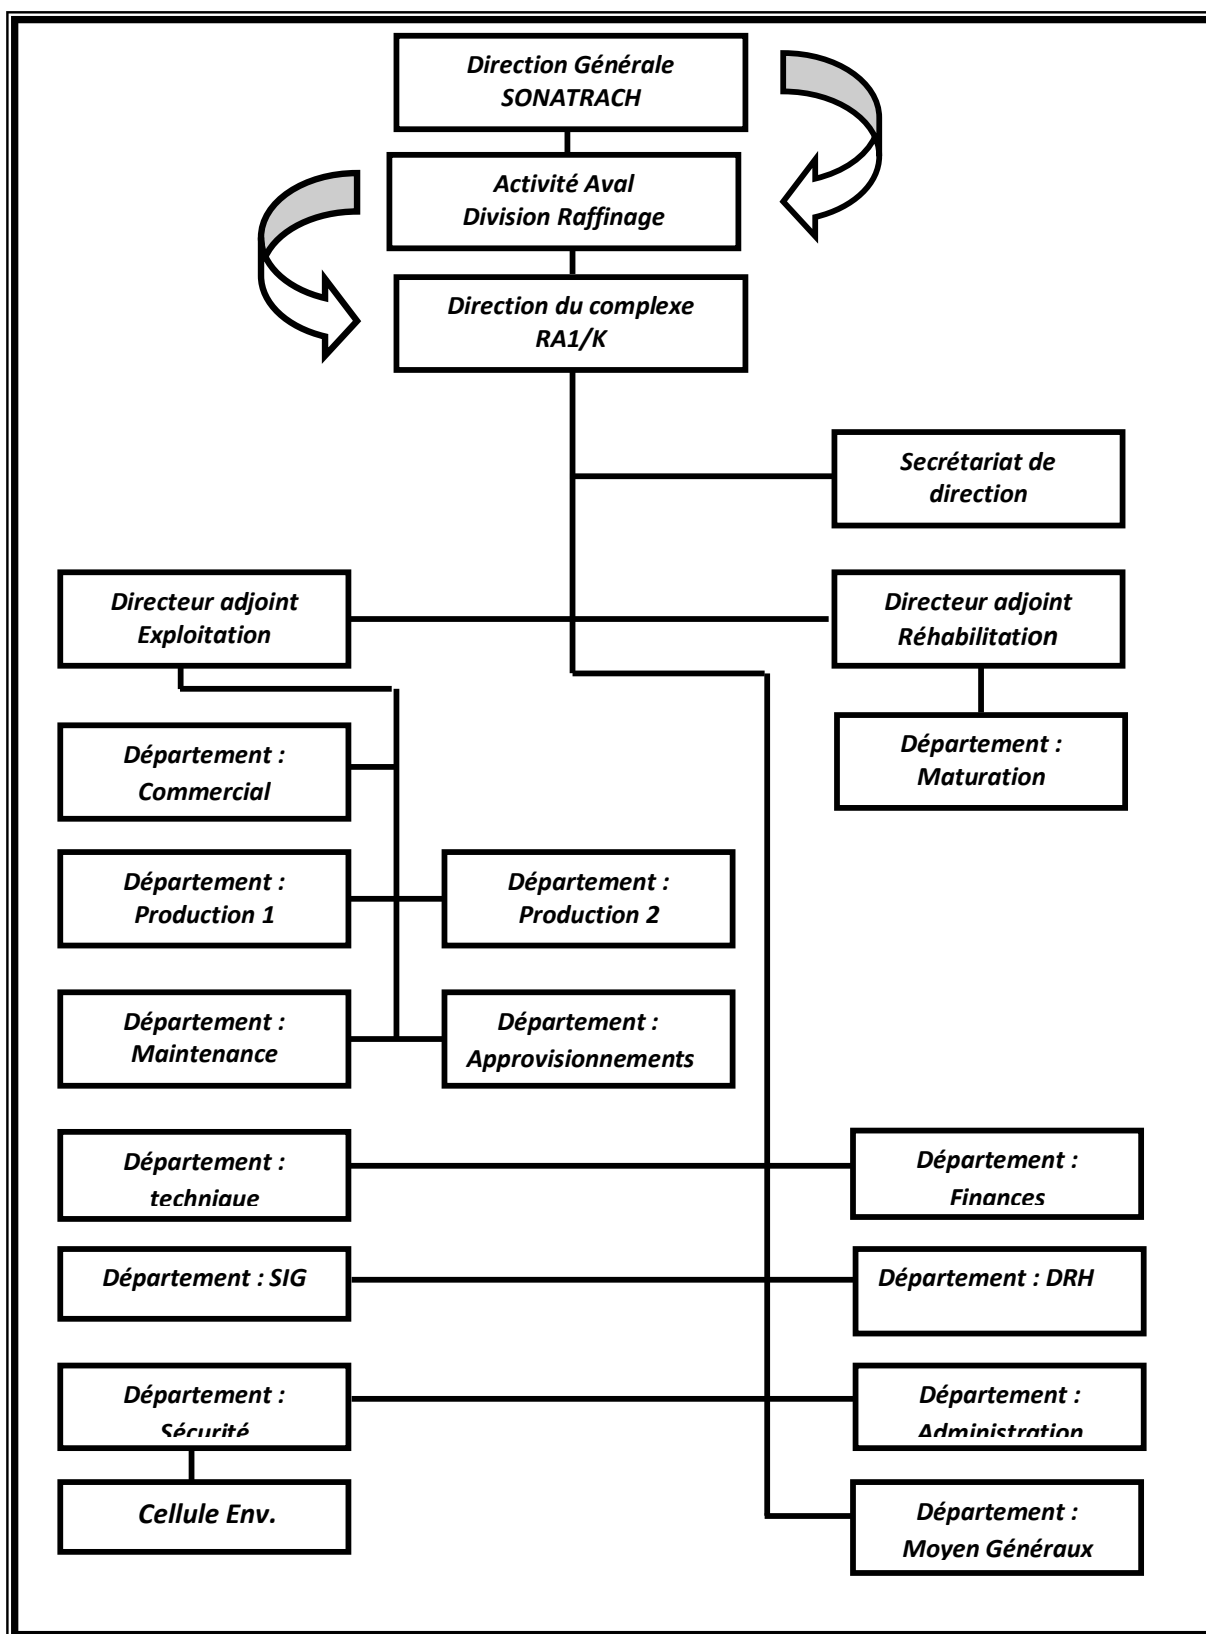 Direction Générale
SONATRACH
Activité Aval
Division Raffinage
Direction du complexe
RA1/K
Secrétariat de
direction
Directeur adjoint
Exploitation
Directeur adjoint
Réhabilitation
Département :
Commercial
Département :
Maturation
Département :
Production 1
Département :
Production 2
Département :
Maintenance
Département :
Approvisionnements
Département :
technique
Département :
Finances
Département : SIG
Département : DRH
Département :
Sécurité
Département :
Administration
Cellule Env.
Département :
Moyen Généraux